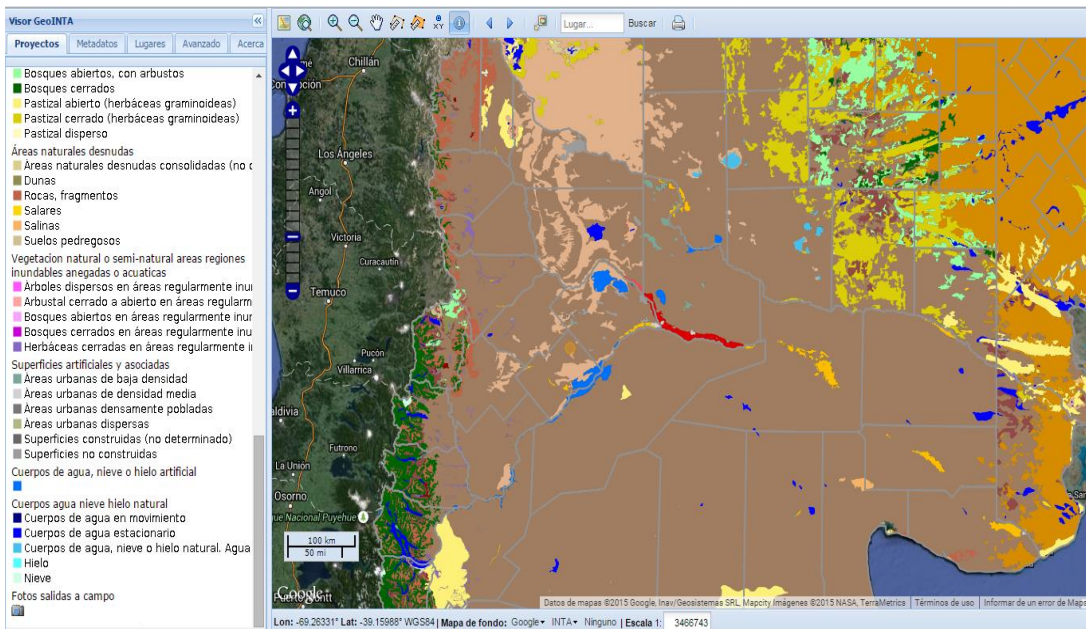 Visor GeoINTA
Proyectos
Metadatos
Lugares
Avanzado
Acerca
Bosques abiertos, con arbustos
Bosques cerrados
Pastizal abierto (herbáceas graminoideas)
Pastizal cerrado (herbáceas graminoideas)
Pastizal disperso
Áreas naturales desnudas
Áreas naturales desnudas consolidadas (no
Dunas
Rocas, fragmentos
Salares
Salinas
Suelos pedregosos
Vegetacion natural o semi-natural areas regiones
inundables anegadas o acuaticas
Árboles dispersos en áreas regularmente inu
Arbustal cerrado a abierto en áreas regularm
Bosques abiertos en áreas regularmente inur
Bosques cerrados en áreas regularmente inu
Herbáceas cerradas en áreas regularmente i
Superficies artificiales y asociadas
Áreas urbanas de baja densidad
Áreas urbanas de densidad media
Áreas urbanas densamente pobladas
Áreas urbanas dispersas
Superficies construidas (no determinado)
Superficies no construidas
Cuerpos de agua, nieve o hielo artificial
Cuerpos agua nieve hielo natural
Cuerpos de agua en movimiento
Cuerpos de agua estacionario
Cuerpos de agua, nieve o hielo natural. Agua
Hielo
Nieve
Fotos salidas a campo
XY
Lugar...
Buscar
Chillán
Los Ángeles
Angol
Victoria
Curacautín
Temuco
Pucón
Villarrica
aldivia
Futrono
La Unión
Osorno
que Nacional Puyehue
Puerto Montt
100 km
50 mi
Google
Datos de mapas ©2015 Google, Inav/Geosistemas SRL, Mapcity Imágenes ©2015 NASA, TerraMetrics
Términos de uso
Informar de un error de Maps
Lon: -69.26331° Lat: -39.15988° WGS84 | Mapa de fondo: Google INTA Ninguno | Escala 1: 3466743